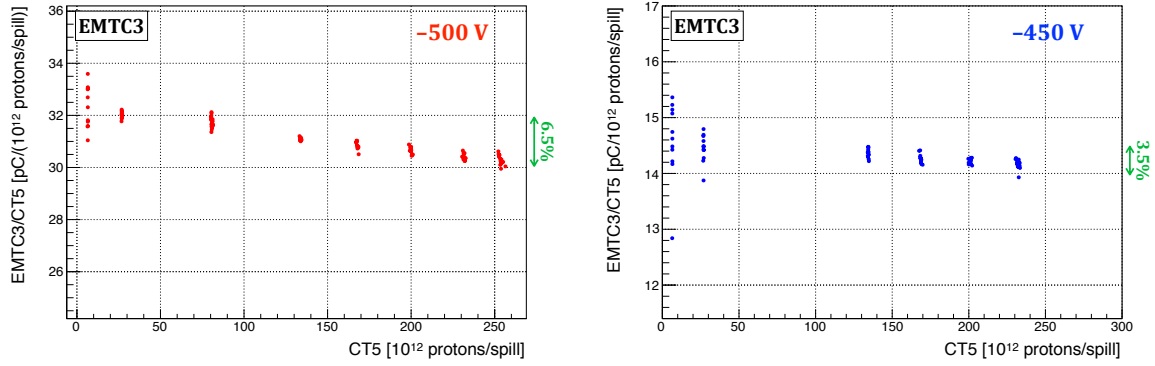 EMTC3
–500 V
EMTC3/CT5 [pC/(10¹² protons/spill)]
36
34
32
30
28
26
6.5%
0 50 100 150 200 250
CT5 [10¹² protons/spill]
EMTC3
–450 V
EMTC3/CT5 [pC/10¹² protons/spill]
17
16
15
14
13
12
3.5%
0 50 100 150 200 250 300
CT5 [10¹² protons/spill]